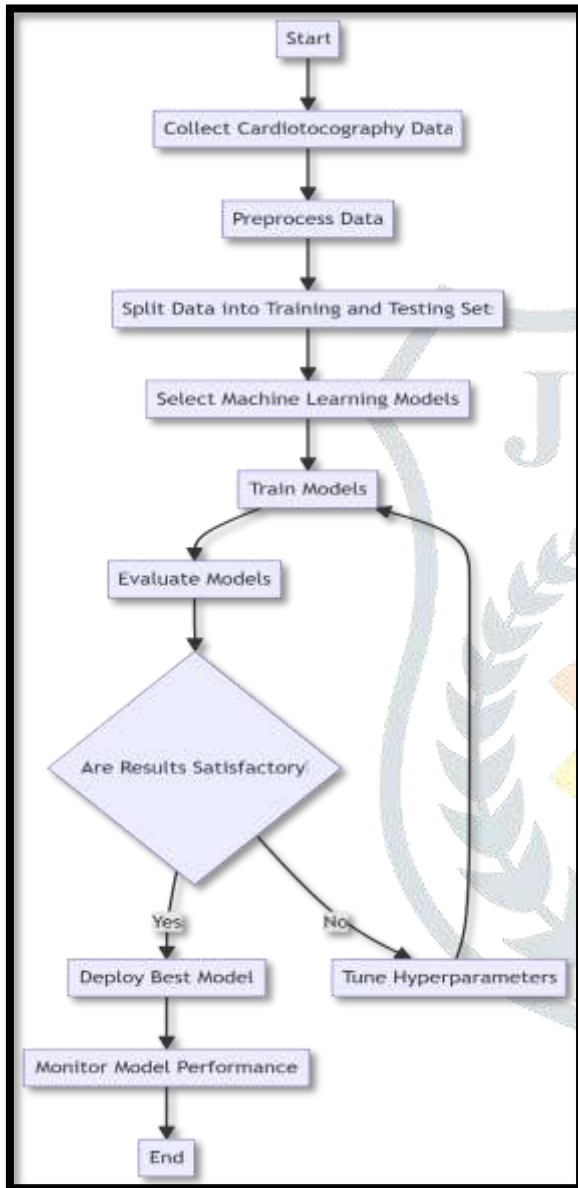 Start
Collect Cardiotocography Data
Preprocess Data
Split Data into Training and Testing Set
Select Machine Learning Models
Train Models
Evaluate Models
Are Results Satisfactory
Yes
No
Deploy Best Model
Tune Hyperparameters
Monitor Model Performance
End
J